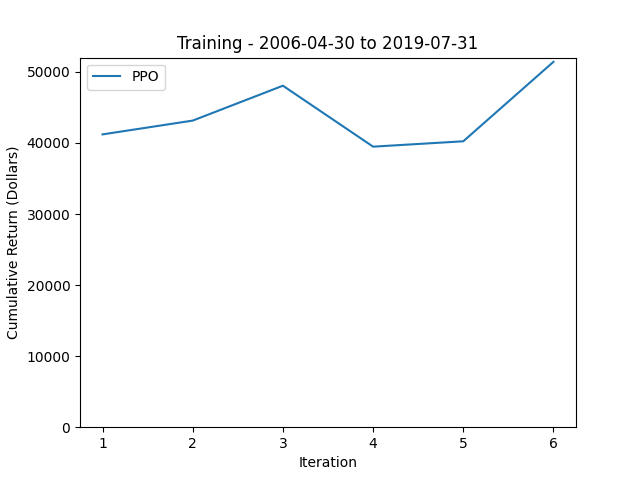 Training - 2006-04-30 to 2019-07-31
PPO
50000
40000
30000
20000
10000
0
Cumulative Return (Dollars)
1 2 3 4 5 6
Iteration